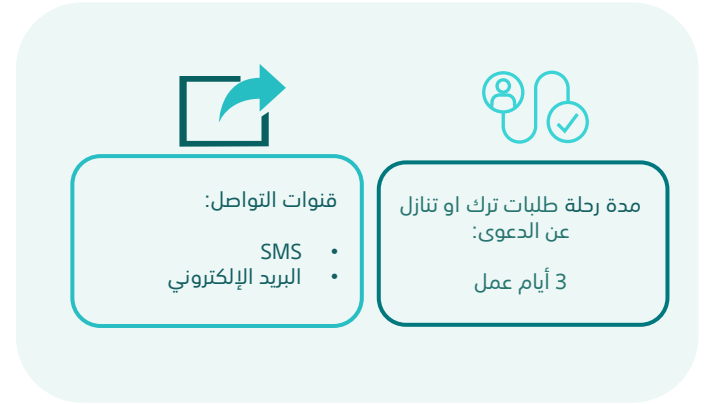 مدة رحلة طلبات ترك او تنازل
عن الدعوى:
3 أيام عمل
قنوات التواصل:
• SMS
• البريد الإلكتروني